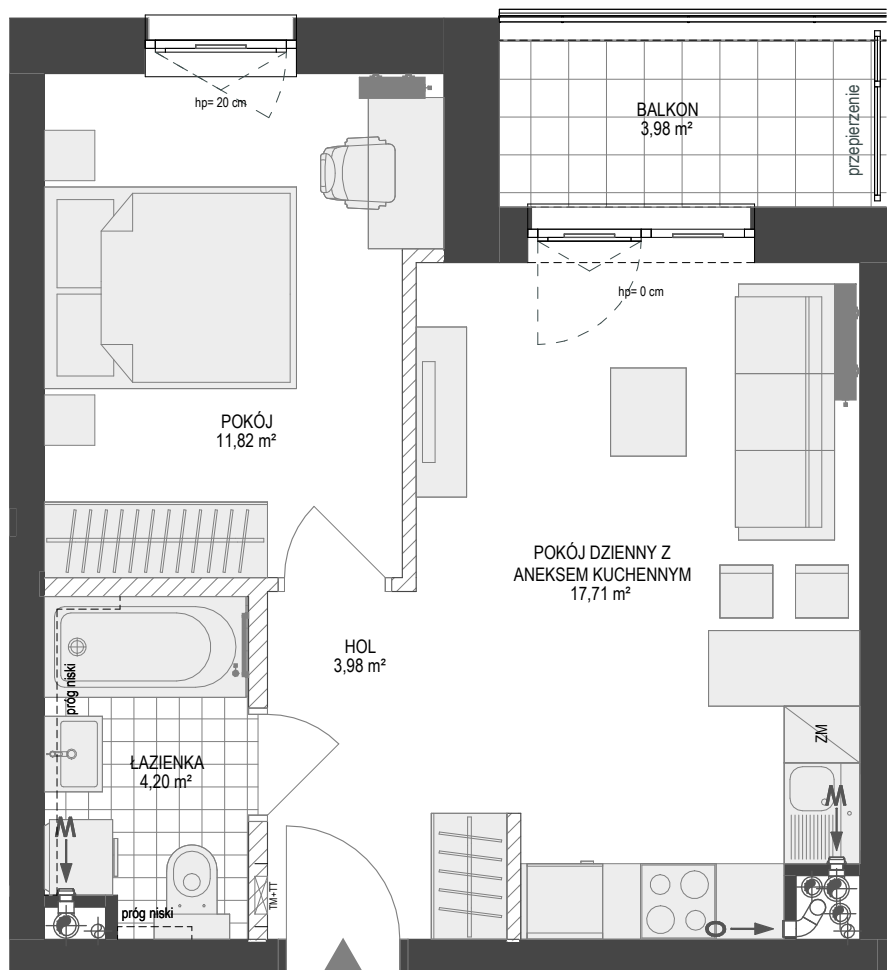 hp= 20 cm
BALKON
3,98 m²
przepierzenie
hp= 0 cm
POKÓJ
11,82 m²
POKÓJ DZIENNY Z
ANEKSEM KUCHENNYM
17,71 m²
HOL
3,98 m²
próg niski
ŁAZIENKA
4,20 m²
ZM
W
W
TM+TT
próg niski
O